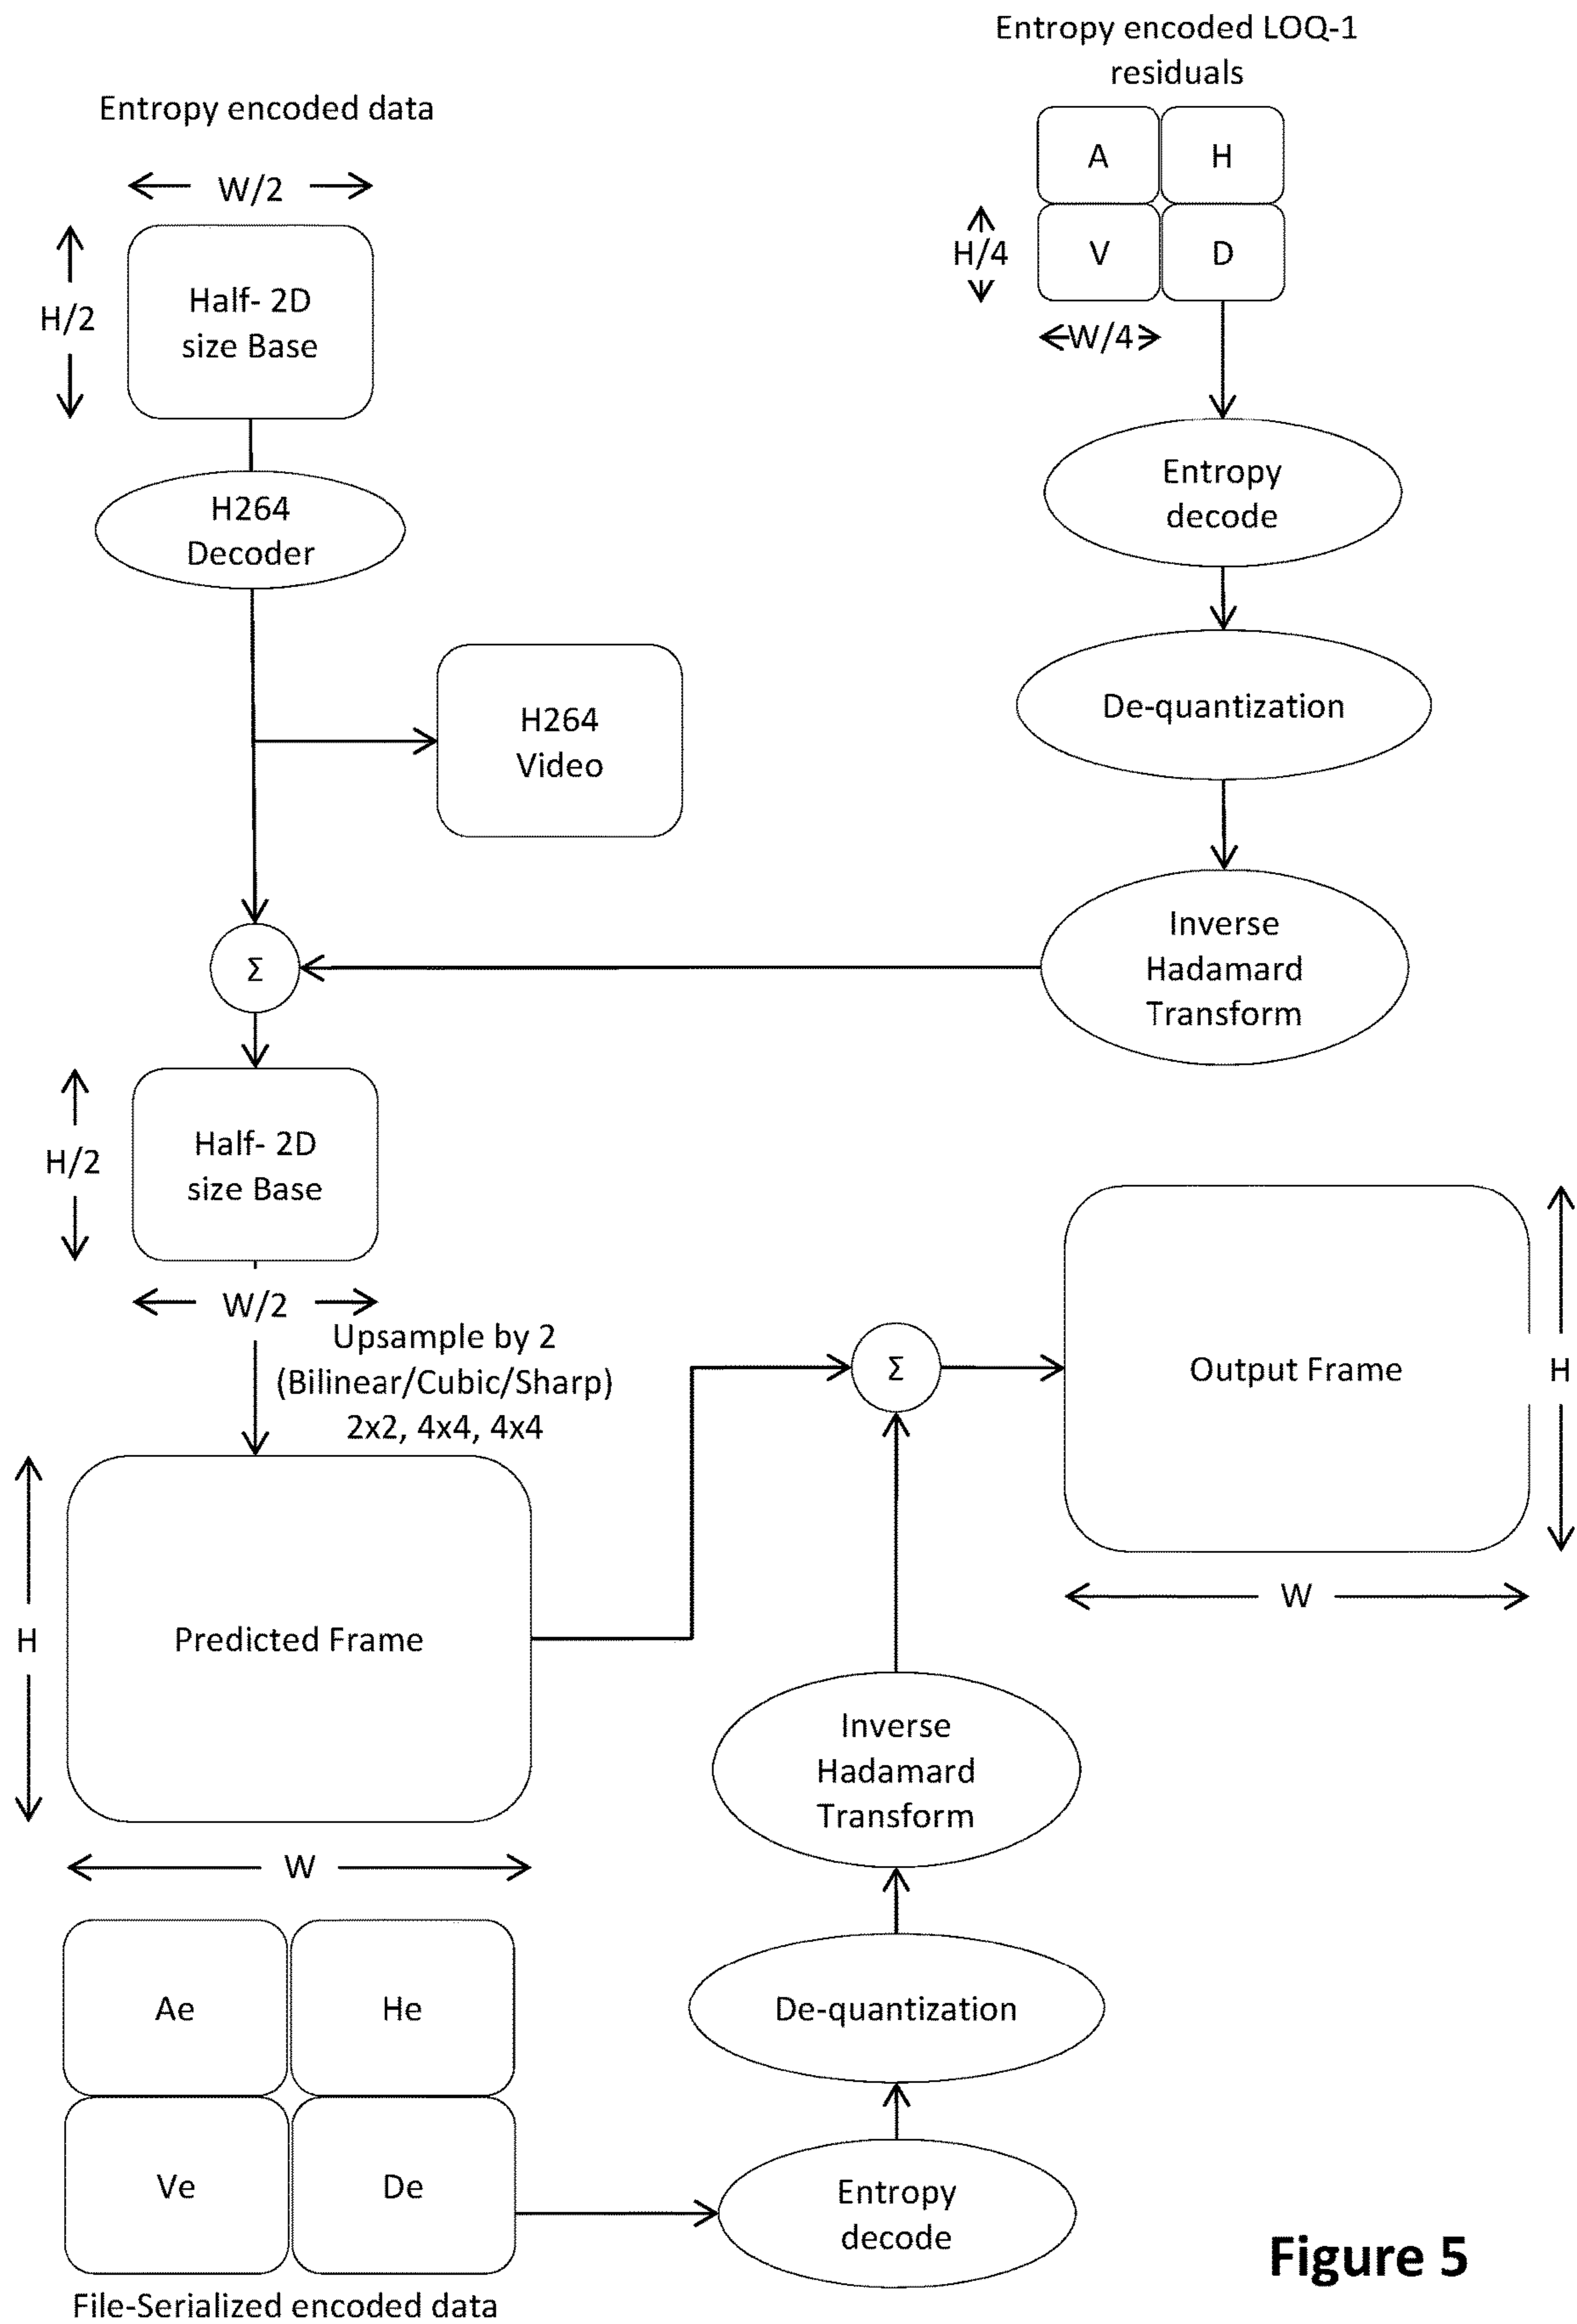 Entropy encoded LOQ-1
residuals
Entropy encoded data
W/2
A
H
H/4
V
D
W/4
H/2
Half- 2D
size Base
H264
Decoder
Entropy
decode
H264
Video
De-quantization
Σ
Inverse
Hadamard
Transform
H/2
Half- 2D
size Base
W/2
Upsample by 2
(Bilinear/Cubic/Sharp)
2x2, 4x4, 4x4
Σ
Output Frame
H
W
H
Predicted Frame
W
Inverse
Hadamard
Transform
Ae
He
De-quantization
Ve
De
Entropy
decode
File-Serialized encoded data
Figure 5